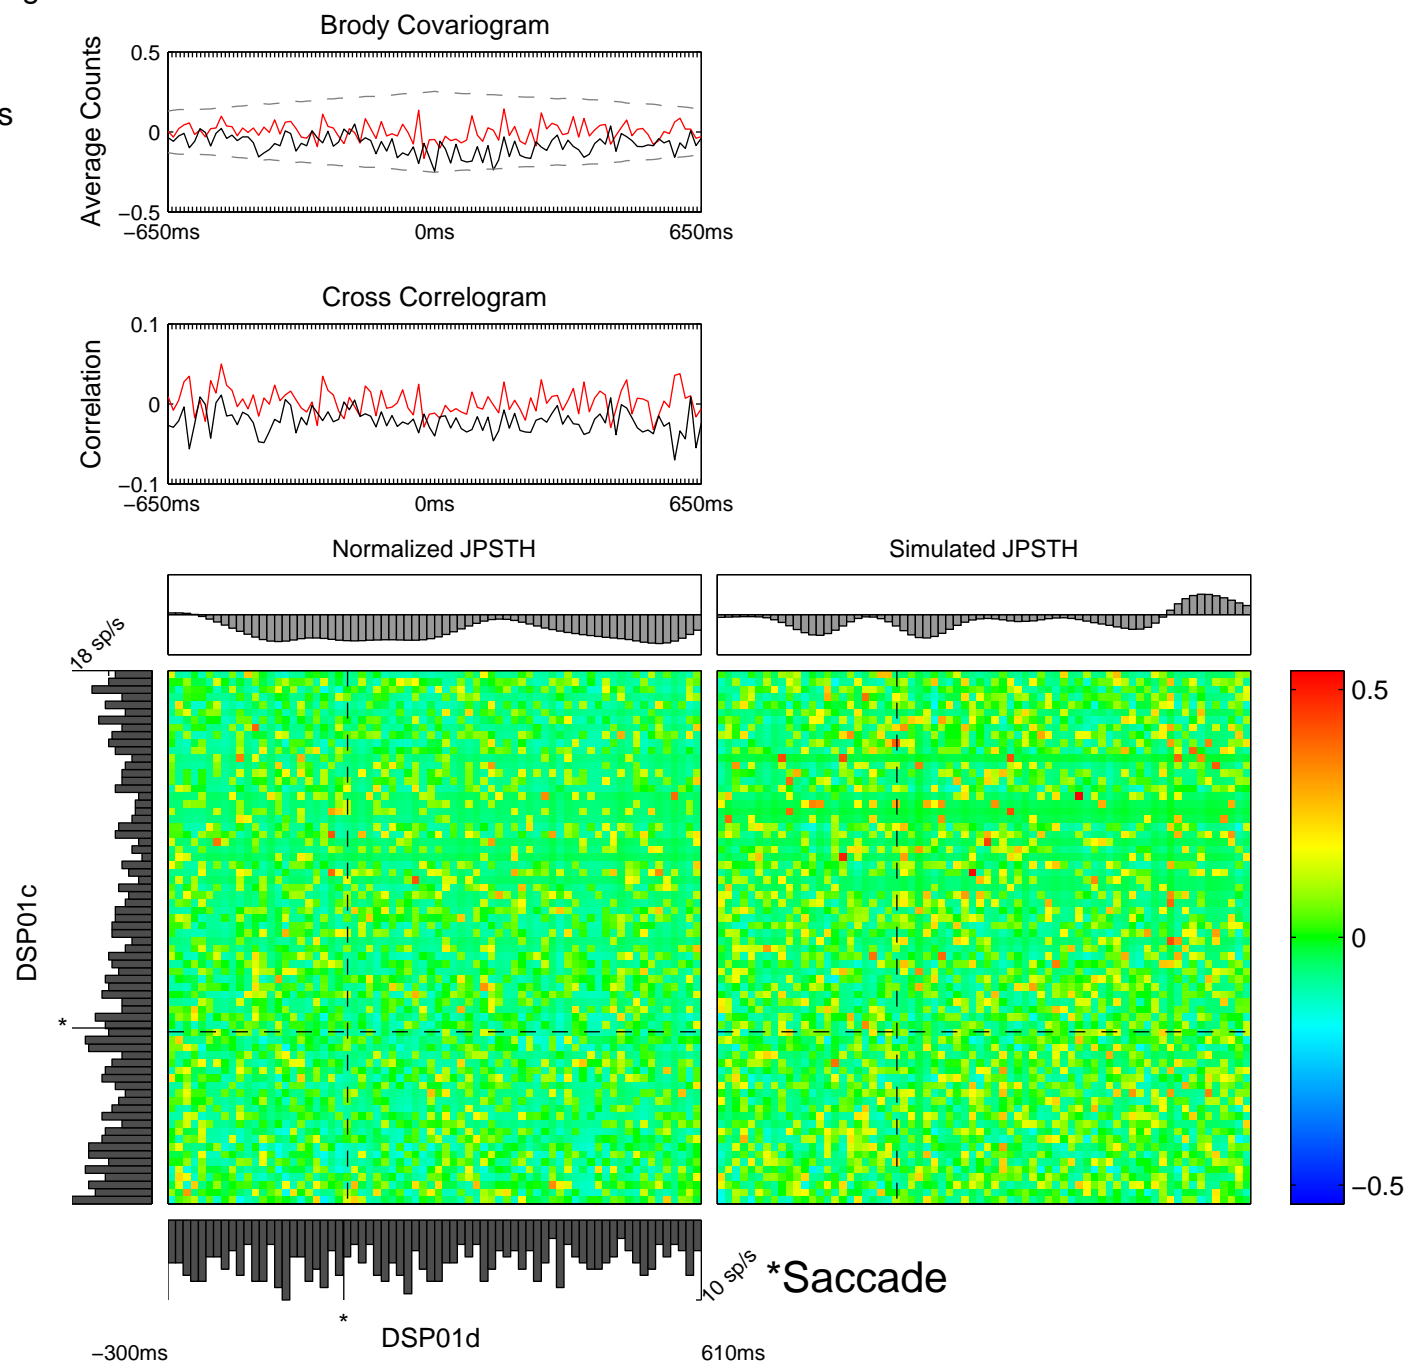 g
Brody Covariogram
s
Average Counts
0.5
0
−0.5
−650ms
0ms
650ms
Cross Correlogram
Correlation
0.1
0
−0.1
−650ms
0ms
650ms
Normalized JPSTH
Simulated JPSTH
18 sp/s
DSP01c
*
0.5
0
−0.5
10 sp/s
*Saccade
*
DSP01d
−300ms
610ms